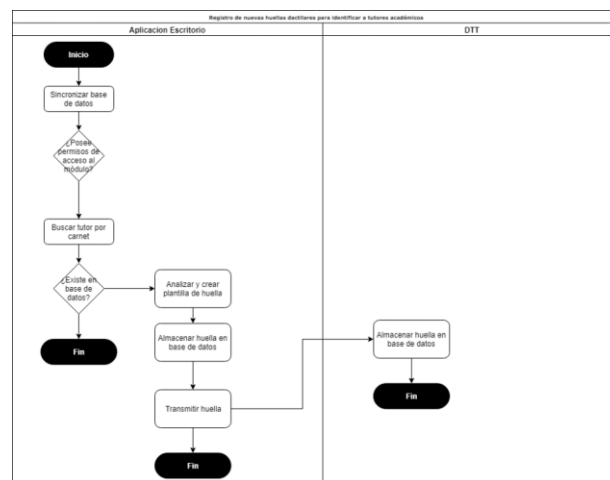 Registro de nuevas huellas dactilares para identificar a tutores académicos
Aplicacion Escritorio
DTT
Inicio
Sincronizar base
de datos
¿Posee
permisos de
acceso al
módulo?
Buscar tutor por
carnet
¿Existe en
base de
datos?
Fin
Analizar y crear
plantilla de huella
Almacenar huella en
base de datos
Transmitir huella
Fin
Almacenar huella en
base de datos
Fin